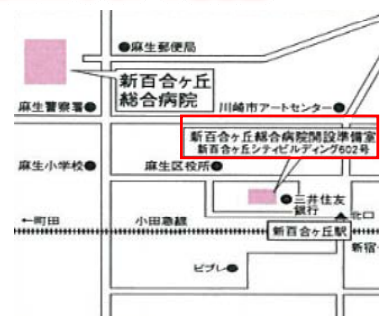 麻生郵便局
新百合ヶ丘
総合病院
麻生警察署
川崎市アートセンター
新百合ヶ丘総合病院開設準備室
新百合ヶ丘シティビルディング602号
麻生小学校
麻生区役所
三井住友
銀行
←町田
小田急線
北口
新百合ヶ丘駅
新宿
ビブレ